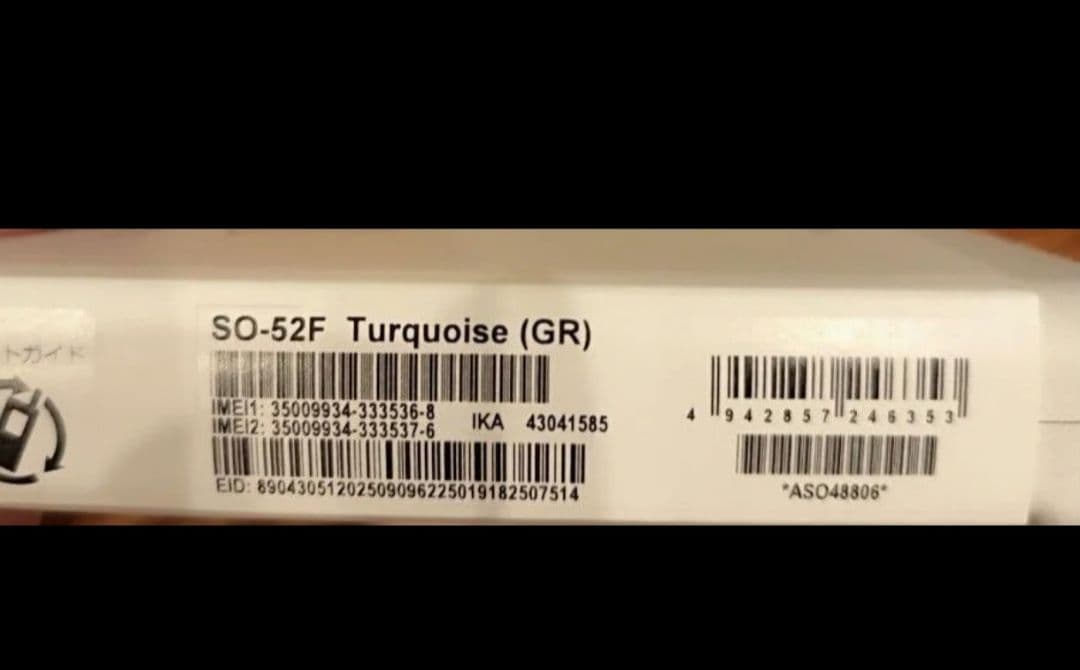 トガイド
SO-52F Turquoise (GR)
IMEI1: 35009934-333536-8
IMEI2: 35009934-333537-6
IKA 43041585
EID: 89043051202509096225019182507514
4 942857 246353
*ASO48806*